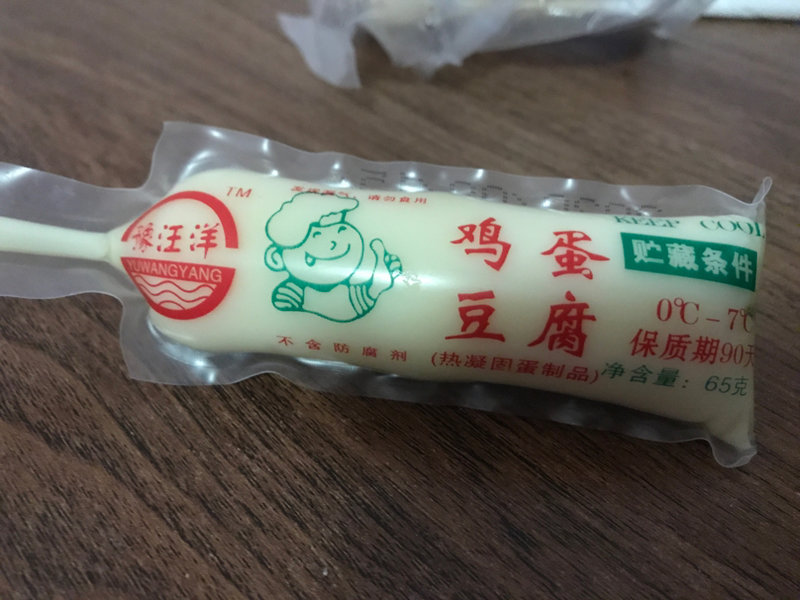 TM
豫汪洋
YUWANGYANG
请勿食用
不含防腐剂
鸡蛋
豆腐
(热凝固蛋制品)
KEEP COOL
贮藏条件
0℃-7℃
保质期90天
净含量:65克